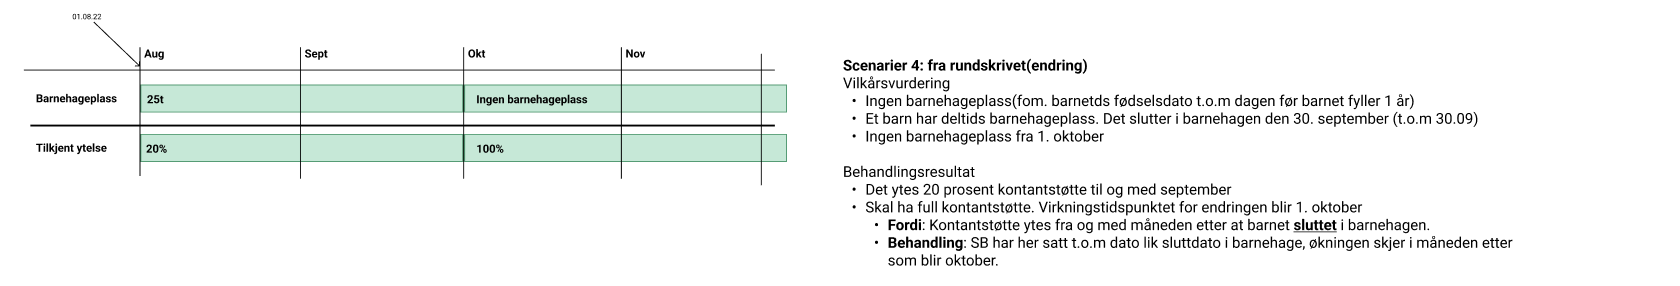 01.08.22
Aug Sept Okt Nov
Barnehageplass 25t Ingen barnehageplass
Tilkjent ytelse 20% 100%
Scenarier 4: fra rundskrivet(endring)
Vilkårsvurdering
• Ingen barnehageplass(fom. barnetds fødselsdato t.o.m dagen før barnet fyller 1 år)
• Et barn har deltids barnehageplass. Det slutter i barnehagen den 30. september (t.o.m 30.09)
• Ingen barnehageplass fra 1. oktober
Behandlingsresultat
• Det ytes 20 prosent kontantstøtte til og med september
• Skal ha full kontantstøtte. Virkningstidspunktet for endringen blir 1. oktober
• Fordi: Kontantstøtte ytes fra og med måneden etter at barnet sluttet i barnehagen.
• Behandling: SB har her satt t.o.m dato lik sluttdato i barnehage, økningen skjer i måneden etter
som blir oktober.